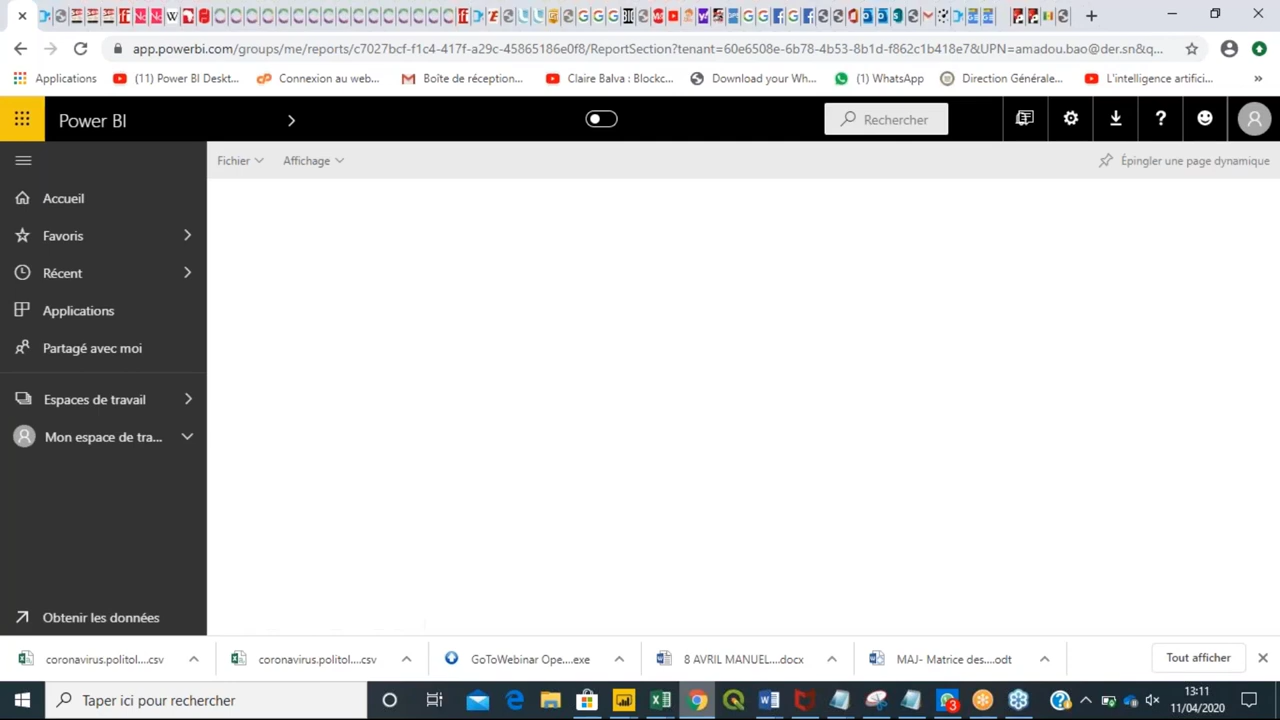 app.powerbi.com/groups/me/reports/c7027bcf-f1c4-417f-a29c-45865186e0f8/ReportSection?tenant=60e6508e-6b78-4b53-8b1d-f862c1b418e7&UPN=amadou.bao@der.sn&q...
Applications
(11) Power BI Deskt...
Connexion au web...
Boîte de réception...
Claire Balva : Blockc...
Download your Wh...
(1) WhatsApp
Direction Générale...
L'intelligence artifici...
Power BI
Rechercher
Fichier
Affichage
Épingler une page dynamique
Accueil
Favoris
Récent
Applications
Partagé avec moi
Espaces de travail
Mon espace de tra...
Obtenir les données
coronavirus.politol....csv
coronavirus.politol....csv
GoToWebinar Ope....exe
8 AVRIL MANUEL....docx
MAJ- Matrice des....odt
Tout afficher
Taper ici pour rechercher
3
13:11
11/04/2020